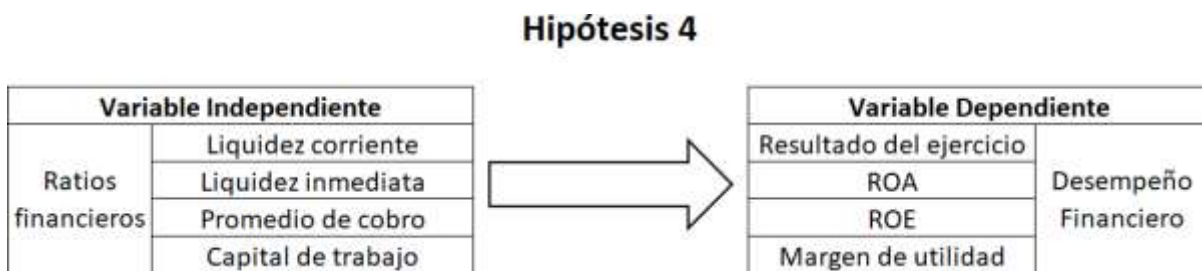 Hipótesis 4
Variable Independiente
Ratios financieros
Liquidez corriente
Liquidez inmediata
Promedio de cobro
Capital de trabajo
Variable Dependiente
Resultado del ejercicio
ROA
ROE
Margen de utilidad
Desempeño
Financiero